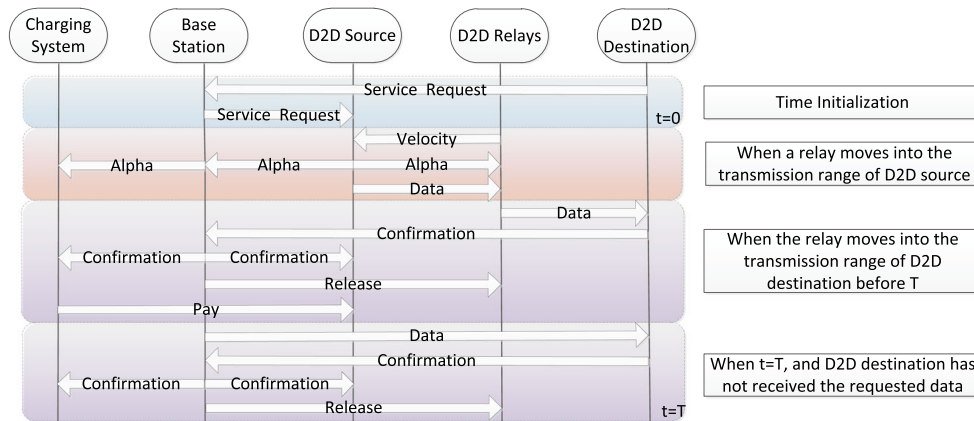 Charging System
Base Station
D2D Source
D2D Relays
D2D Destination
Service Request
Service Request
t=0
Time Initialization
Velocity
Alpha
Alpha
Alpha
Data
When a relay moves into the
transmission range of D2D source
Data
Confirmation
Confirmation
Confirmation
Release
Pay
When the relay moves into the
transmission range of D2D
destination before T
Data
Confirmation
Confirmation
Confirmation
Release
t=T
When t=T, and D2D destination has
not received the requested data